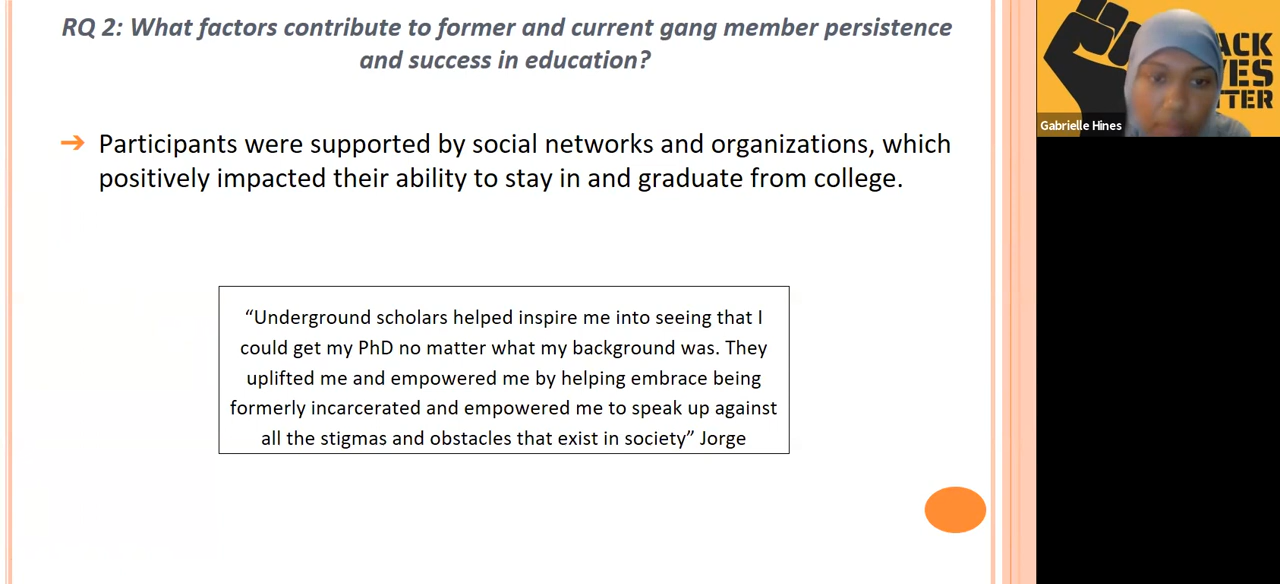 RQ 2: What factors contribute to former and current gang member persistence
and success in education?
➔ Participants were supported by social networks and organizations, which
positively impacted their ability to stay in and graduate from college.
“Underground scholars helped inspire me into seeing that I
could get my PhD no matter what my background was. They
uplifted me and empowered me by helping embrace being
formerly incarcerated and empowered me to speak up against
all the stigmas and obstacles that exist in society” Jorge
ACK
ES
TTER
Gabrielle Hines